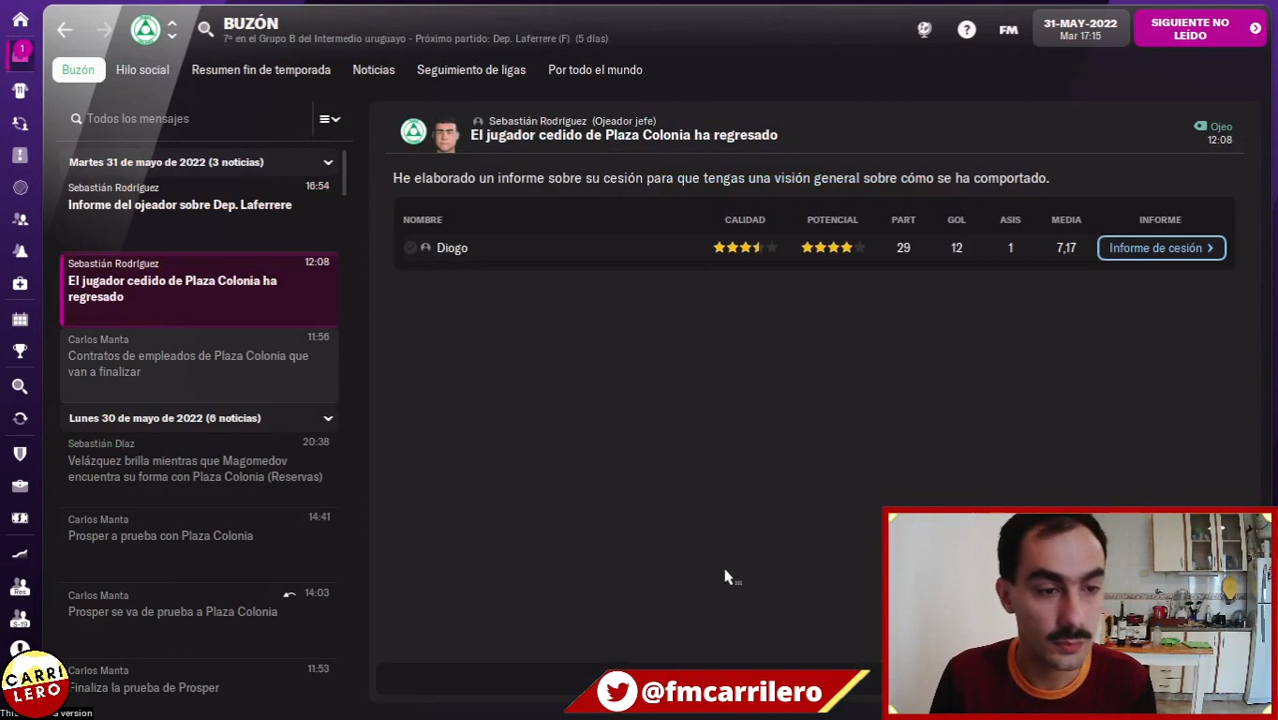 BUZÓN
7º en el Grupo B del Intermedio uruguayo - Próximo partido: Dep. Laferrere (F) (5 días)
FM
31-MAY-2022
Mar 17:15
SIGUIENTE NO
LEÍDO
1
11
Buzón
Hilo social
Resumen fin de temporada
Noticias
Seguimiento de ligas
Por todo el mundo
Todos los mensajes
Martes 31 de mayo de 2022 (3 noticias)
Sebastián Rodríguez 16:54
Informe del ojeador sobre Dep. Laferrere
Sebastián Rodríguez 12:08
El jugador cedido de Plaza Colonia ha
regresado
Carlos Manta 11:56
Contratos de empleados de Plaza Colonia que
van a finalizar
Lunes 30 de mayo de 2022 (6 noticias)
Sebastián Díaz 20:38
Velázquez brilla mientras que Magomedov
encuentra su forma con Plaza Colonia (Reservas)
Carlos Manta 14:41
Prosper a prueba con Plaza Colonia
Carlos Manta 14:03
Prosper se va de prueba a Plaza Colonia
Carlos Manta 11:53
Finaliza la prueba de Prosper
Sebastián Rodríguez (Ojeador jefe)
El jugador cedido de Plaza Colonia ha regresado
Ojeo
12:08
He elaborado un informe sobre su cesión para que tengas una visión general sobre cómo se ha comportado.
NOMBRE CALIDAD POTENCIAL PART GOL ASIS MEDIA INFORME
Diogo 29 12 1 7,17 Informe de cesión
Res
S-19
CARRI
LERO
@fmcarrilero
version